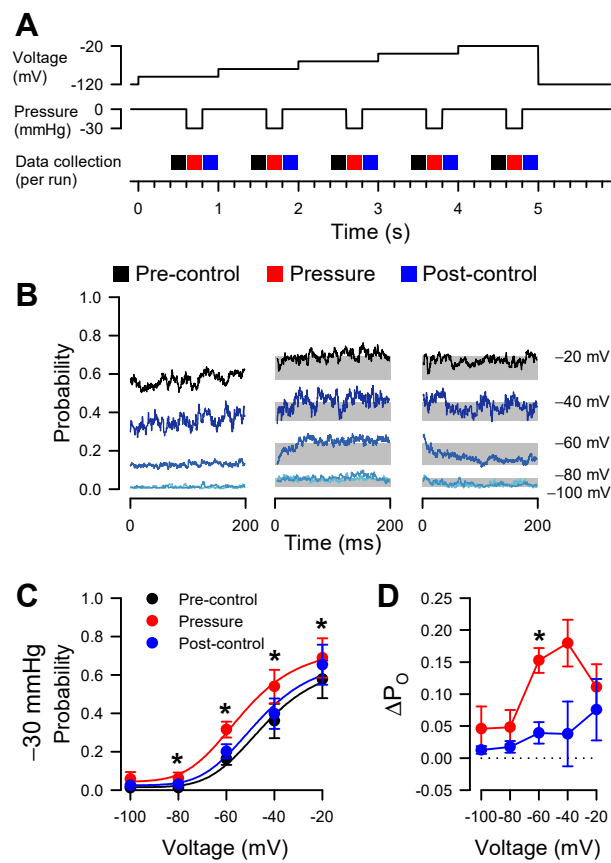 A
Voltage
(mV)
-20
-120
Pressure
(mmHg)
0
-30
Data collection
(per run)
0 1 2 3 4 5
Time (s)
Pre-control Pressure Post-control
B
Probability
1.0
0.8
0.6
0.4
0.2
0.0
−20 mV
−40 mV
−60 mV
−80 mV
−100 mV
0 200 0 200 0 200
Time (ms)
C
−30 mmHg
Probability
1.0
0.8
0.6
0.4
0.2
0.0
Pre-control
Pressure
Post-control
* * * *
-100 -80 -60 -40 -20
Voltage (mV)
D
ΔPO
0.25
0.20
0.15
0.10
0.05
0.00
-0.05
*
-100 -80 -60 -40 -20
Voltage (mV)